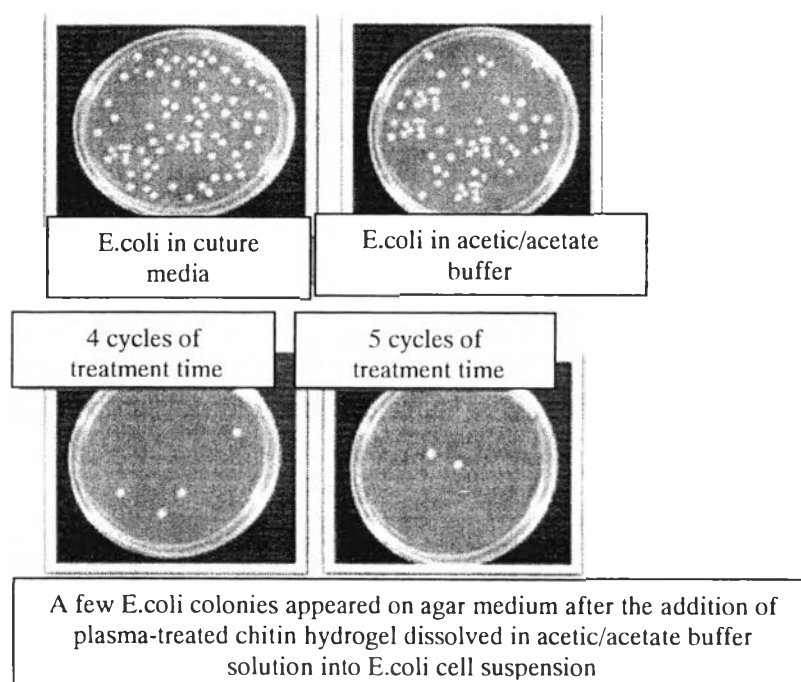 E.coli in cuture
media
E.coli in acetic/acetate
buffer
4 cycles of
treatment time
5 cycles of
treatment time
A few E.coli colonies appeared on agar medium after the addition of
plasma-treated chitin hydrogel dissolved in acetic/acetate buffer
solution into E.coli cell suspension